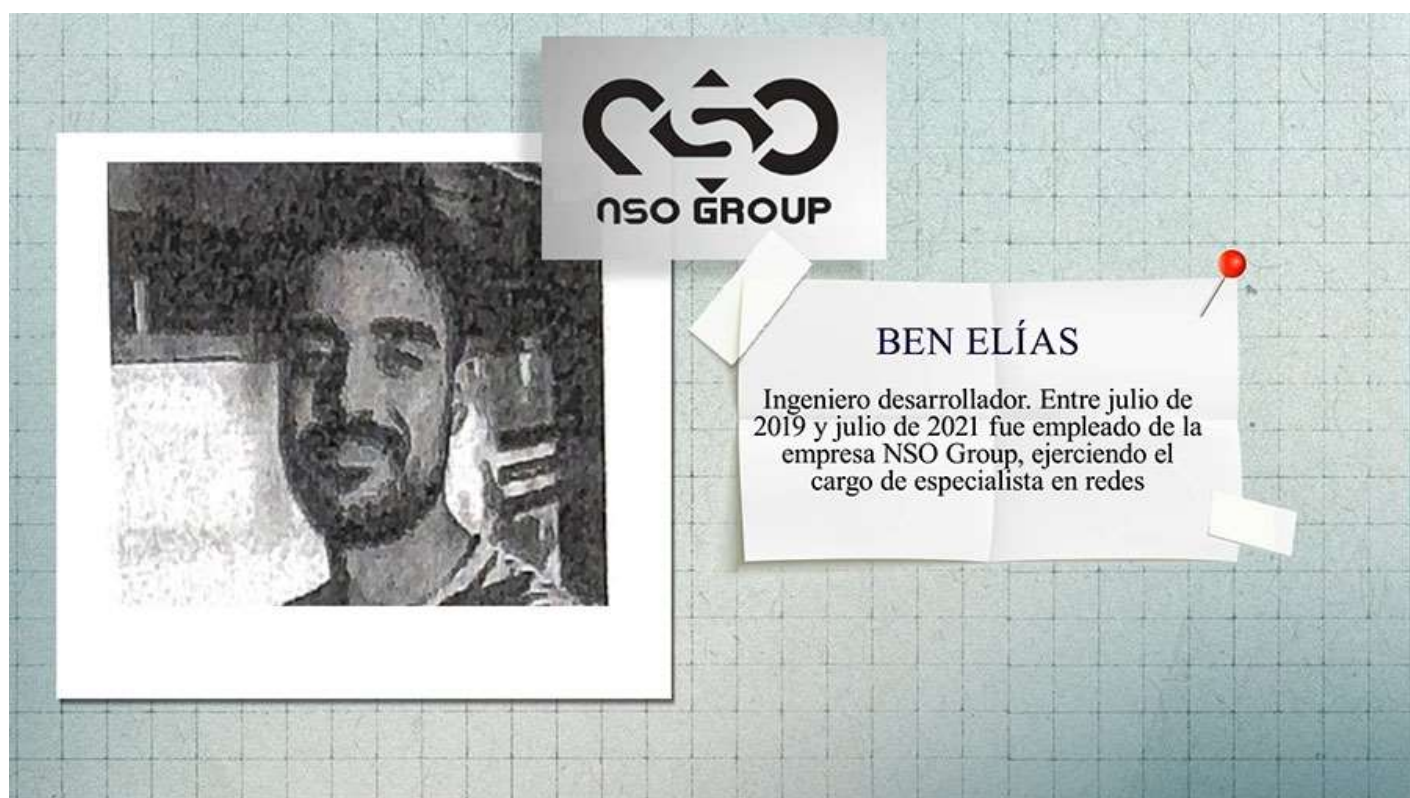 NSO GROUP
BEN ELÍAS
Ingeniero desarrollador. Entre julio de
2019 y julio de 2021 fue empleado de la
empresa NSO Group, ejerciendo el
cargo de especialista en redes